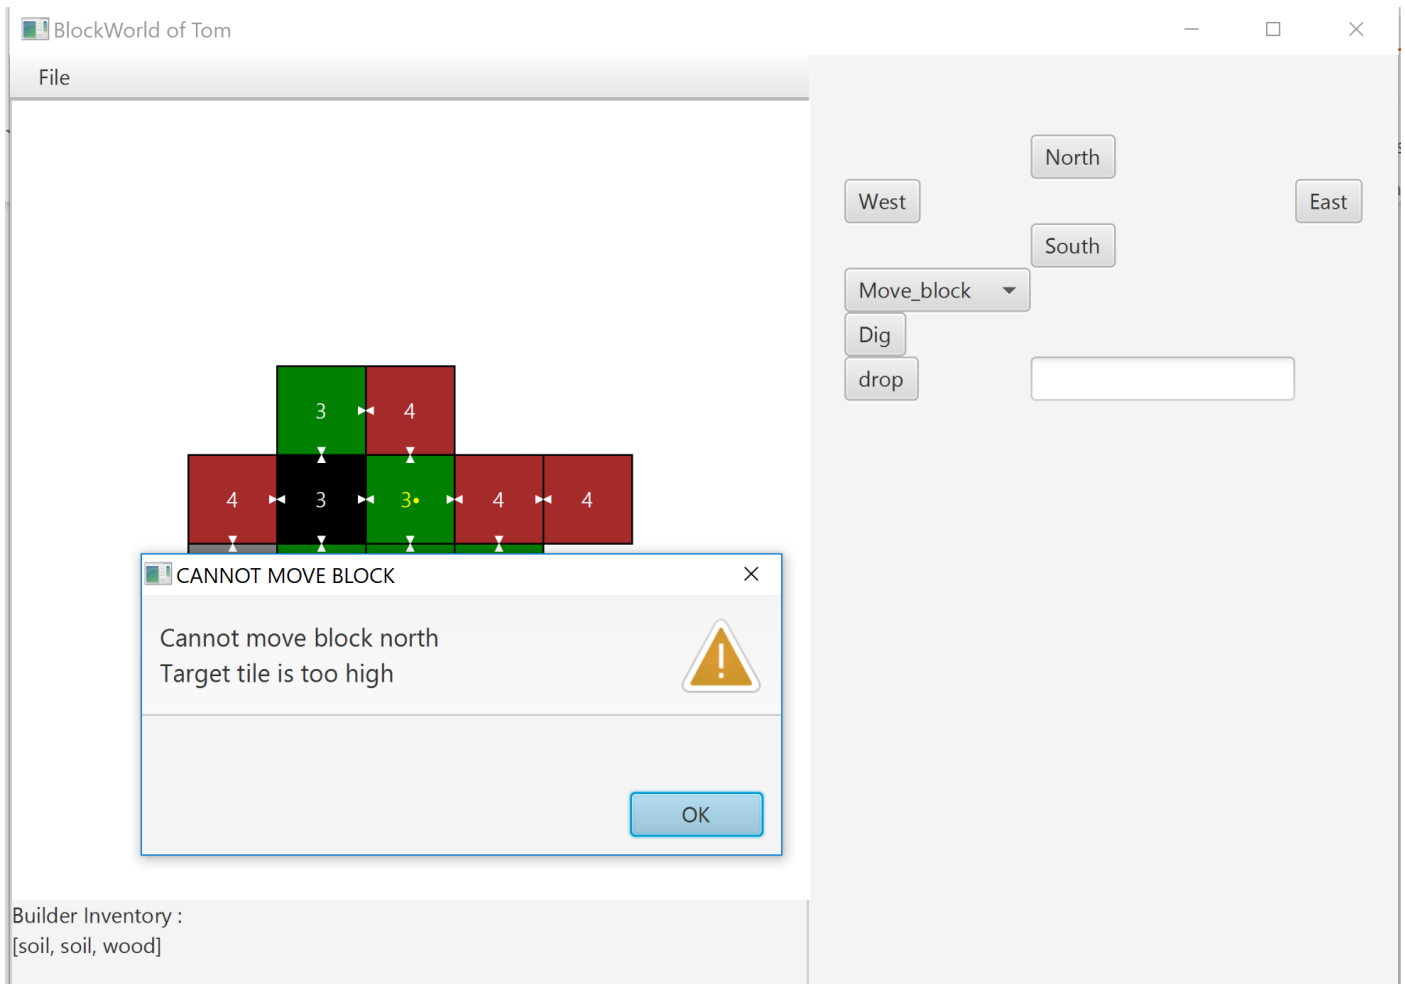 BlockWorld of Tom
File
North
West
East
South
Move_block
Dig
drop
3 4
4 3 3 4 4
CANNOT MOVE BLOCK
Cannot move block north
Target tile is too high
OK
Builder Inventory :
[soil, soil, wood]